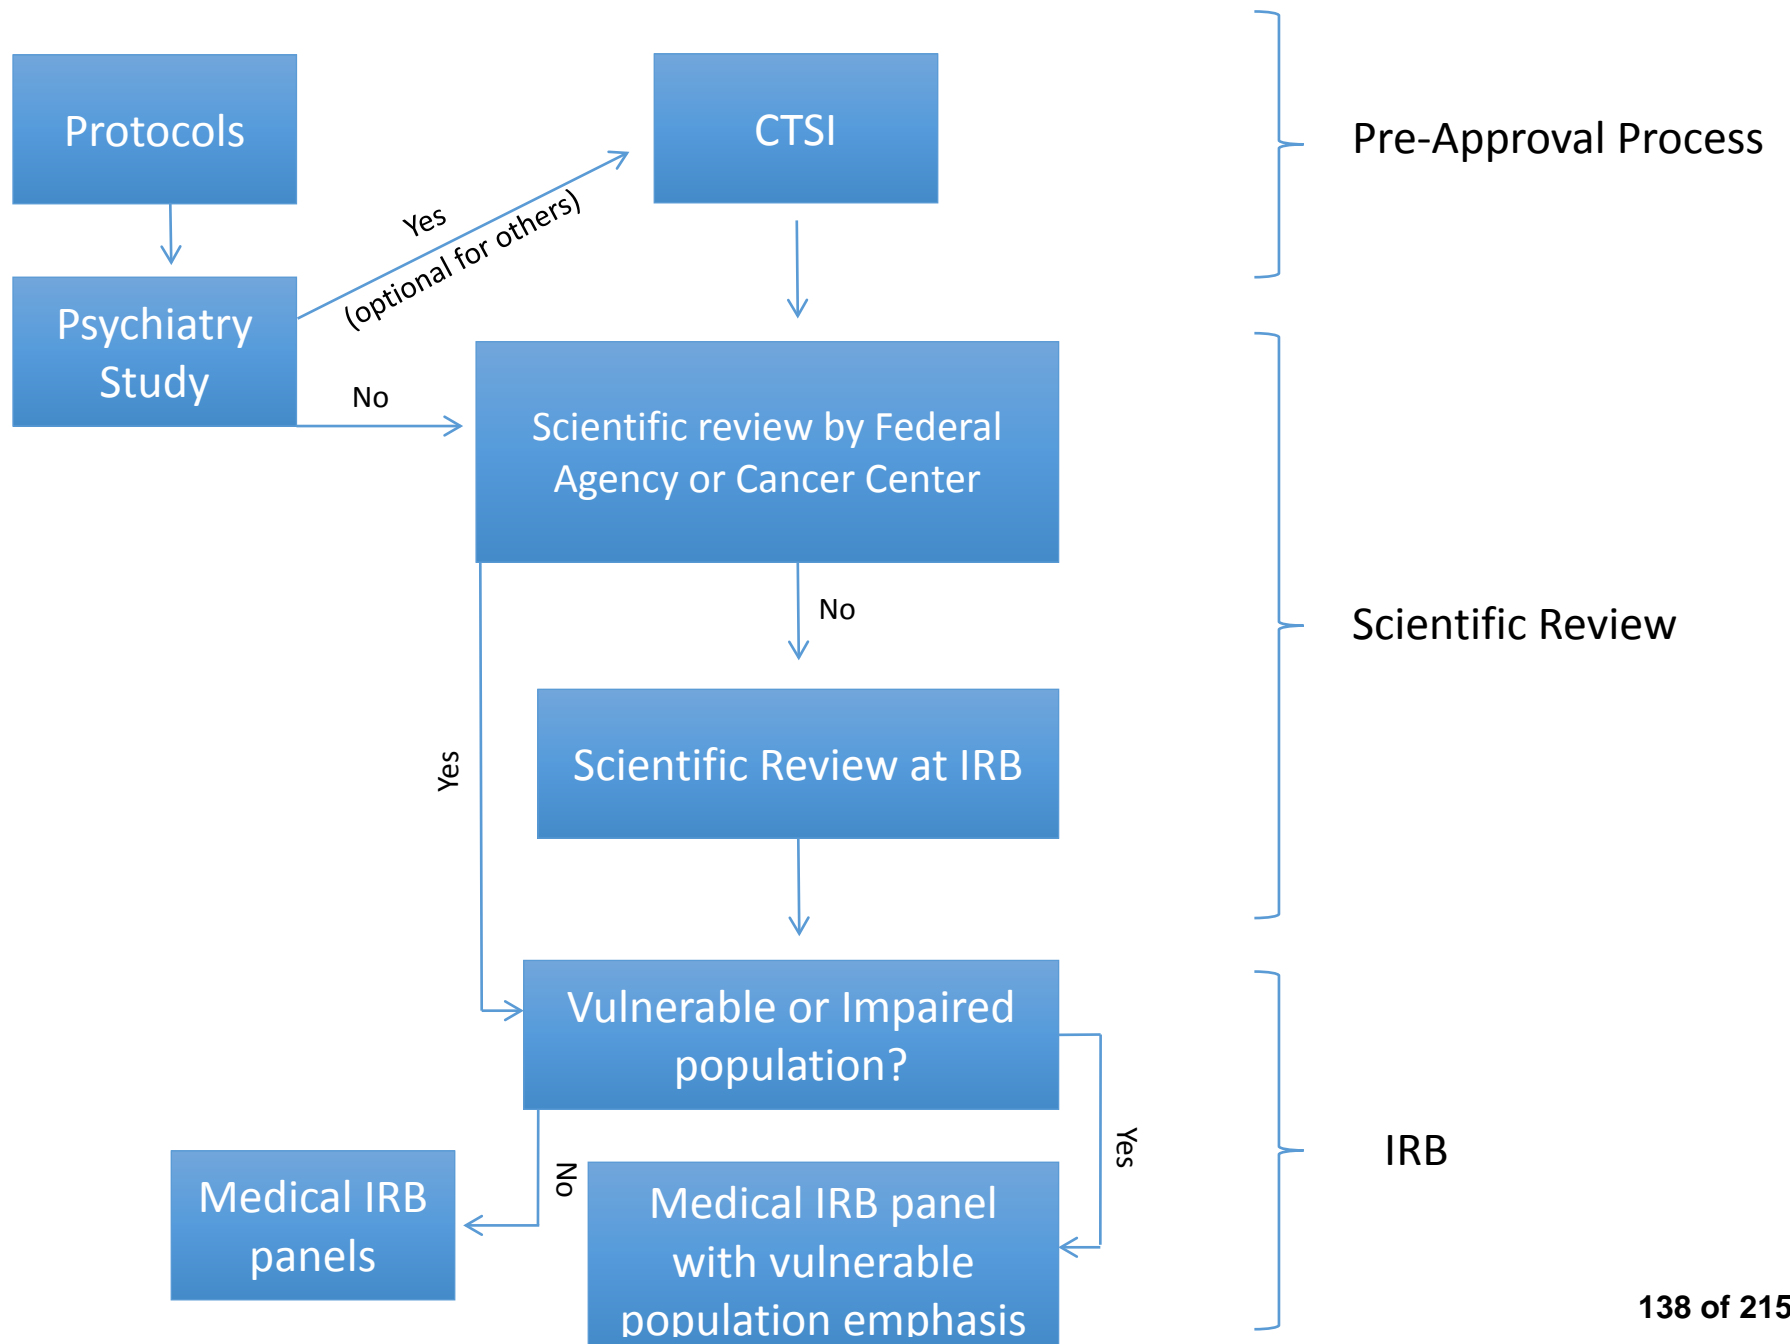 Protocols
CTSI
Pre-Approval Process
Yes
(optional for others)
Psychiatry
Study
No
Scientific review by Federal
Agency or Cancer Center
No
Scientific Review
Yes
Scientific Review at IRB
Vulnerable or Impaired
population?
Yes
No
IRB
Medical IRB
panels
Medical IRB panel
with vulnerable
population emphasis
138 of 215